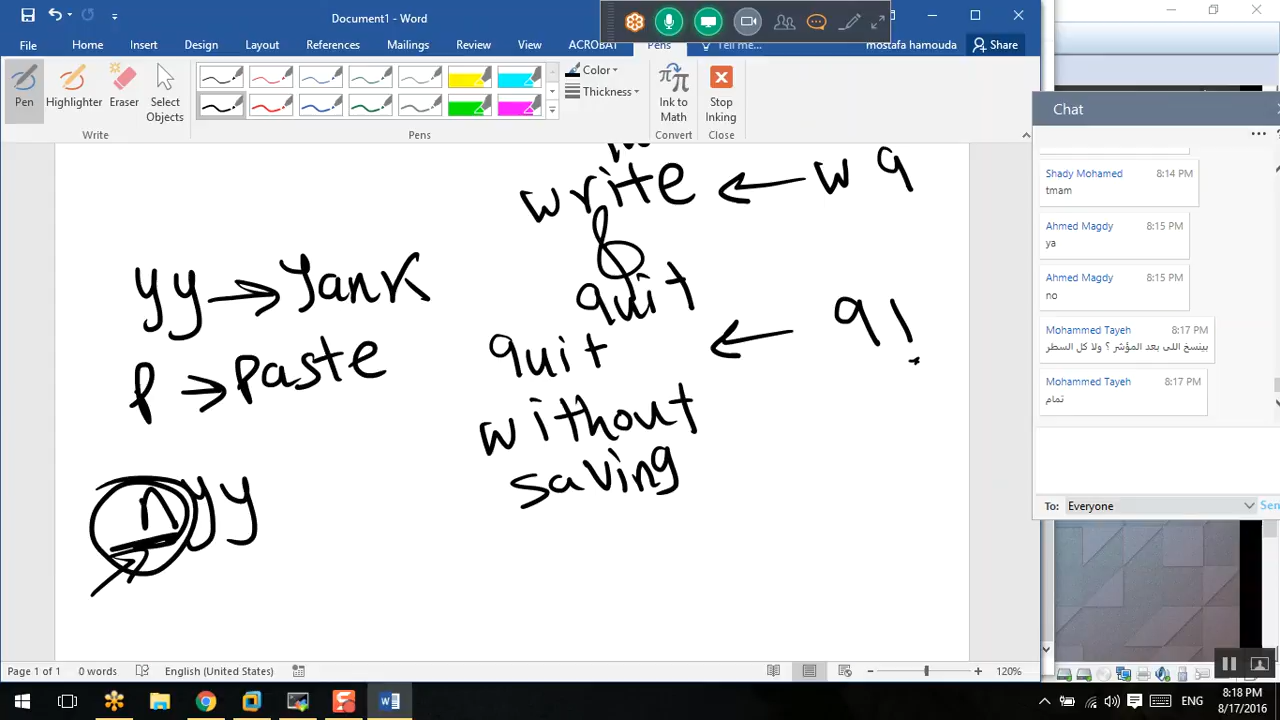 Document1 - Word
File Home Insert Design Layout References Mailings Review View ACROBAT Pens Tell me... mostafa hamouda Share
Pen Highlighter Eraser Select Objects Color Thickness Ink to Math Stop Inking
Write Pens Convert Close
write ← w q
& quit
yy → Yank
p → paste
nyy
quit ← q!
without
saving
Chat
Shady Mohamed 8:14 PM
tmam
Ahmed Magdy 8:15 PM
ya
Ahmed Magdy 8:15 PM
no
Mohammed Tayeh 8:17 PM
بينسخ اللى بعد المؤشر ؟ ولا كل السطر
Mohammed Tayeh 8:17 PM
تمام
To: Everyone Sen
Page 1 of 1 0 words English (United States) 120%
ENG 8:18 PM
8/17/2016